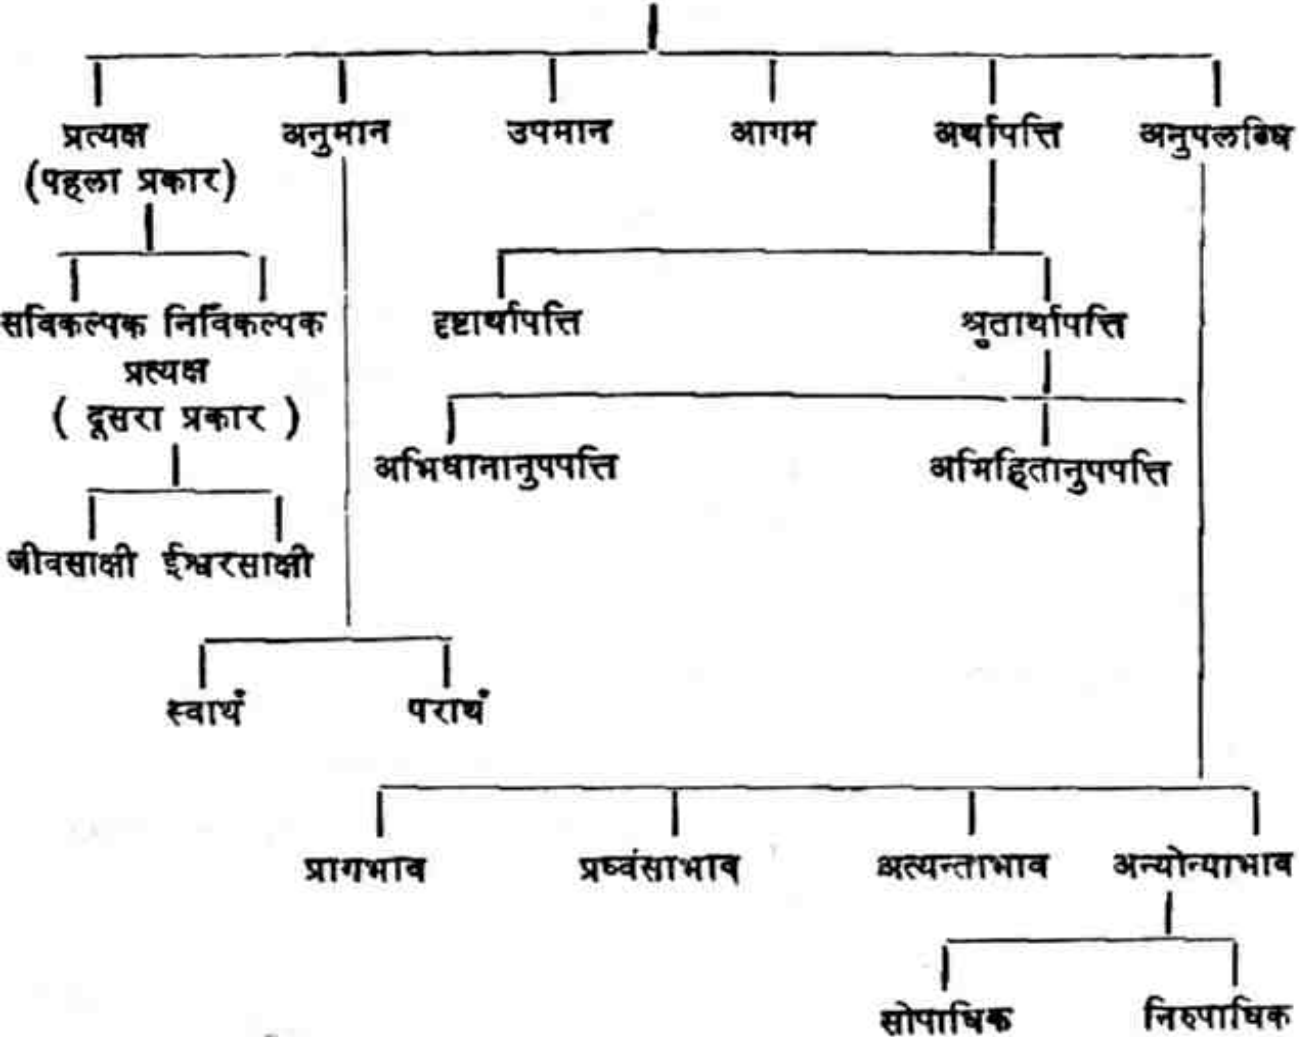 प्रत्यक्ष अनुमान उपमान आगम अर्थापत्ति अनुपलब्धि
(पहला प्रकार)
सविकल्पक निर्विकल्पक दृष्टार्थापत्ति श्रुतार्थापत्ति
प्रत्यक्ष
( दूसरा प्रकार )
अभिधानानुपपत्ति अभिहितानुपपत्ति
जीवसाक्षी ईश्वरसाक्षी
स्वार्थ परार्थ
प्रागभाव प्रध्वंसाभाव अत्यन्ताभाव अन्योन्याभाव
सोपाधिक निरुपाधिक